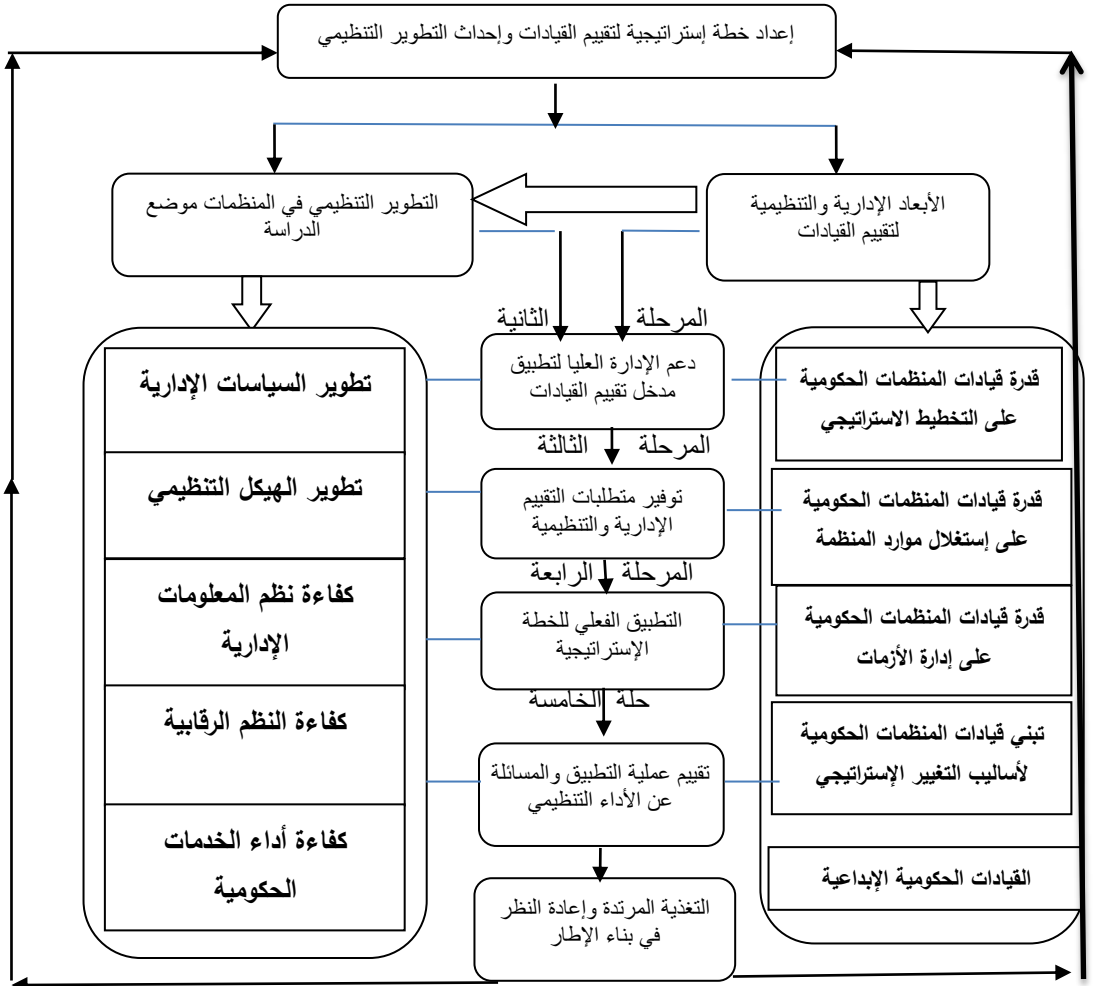 إعداد خطة إستراتيجية لتقييم القيادات وإحداث التطوير التنظيمي
الأبعاد الإدارية والتنظيمية
لتقييم القيادات
التطوير التنظيمي في المنظمات موضع
الدراسة
المرحلة الثانية
دعم الإدارة العليا لتطبيق
مدخل تقييم القيادات
المرحلة الثالثة
توفير متطلبات التقييم
الإدارية والتنظيمية
المرحلة الرابعة
التطبيق الفعلي للخطة
الإستراتيجية
حلة الخامسة
تقييم عملية التطبيق والمسائلة
عن الأداء التنظيمي
التغذية المرتدة وإعادة النظر
في بناء الإطار
قدرة قيادات المنظمات الحكومية
على التخطيط الاستراتيجي
قدرة قيادات المنظمات الحكومية
على إستغلال موارد المنظمة
قدرة قيادات المنظمات الحكومية
على إدارة الأزمات
تبني قيادات المنظمات الحكومية
لأساليب التغيير الإستراتيجي
القيادات الحكومية الإبداعية
تطوير السياسات الإدارية
تطوير الهيكل التنظيمي
كفاءة نظم المعلومات
الإدارية
كفاءة النظم الرقابية
كفاءة أداء الخدمات
الحكومية